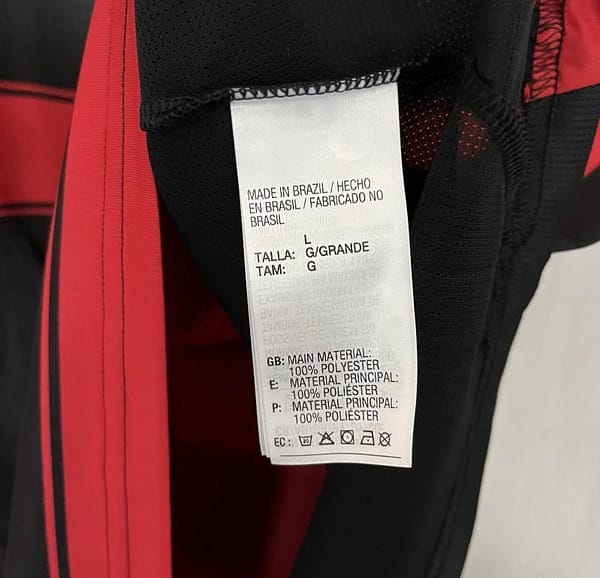 MADE IN BRAZIL / HECHO
EN BRASIL / FABRICADO NO
BRASIL
L
TALLA: G/GRANDE
TAM: G
GB: MAIN MATERIAL:
100% POLYESTER
E: MATERIAL PRINCIPAL:
100% POLIÉSTER
P: MATERIAL PRINCIPAL:
100% POLIÉSTER
EC: